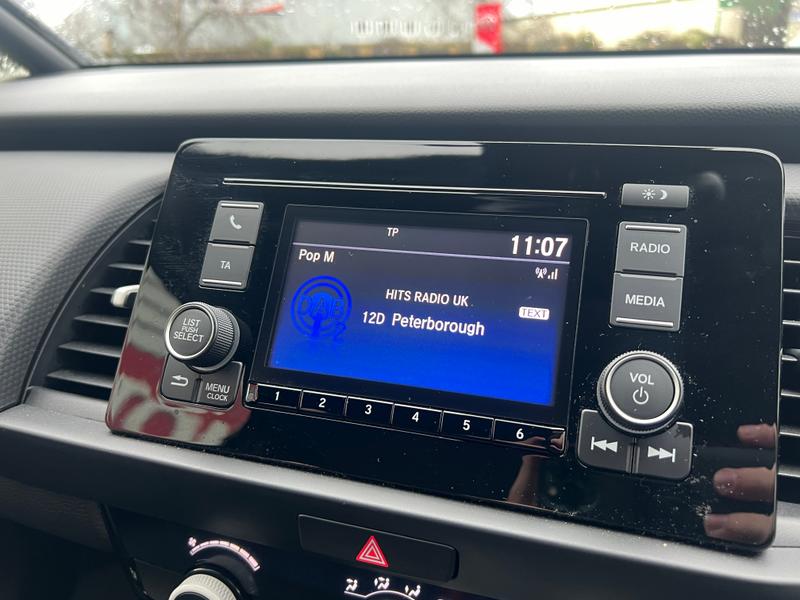 TP
11:07
Pop M
HITS RADIO UK
TEXT
12D Peterborough
DAB
2
TA
LIST
PUSH
SELECT
MENU
CLOCK
1 2 3 4 5 6
RADIO
MEDIA
VOL